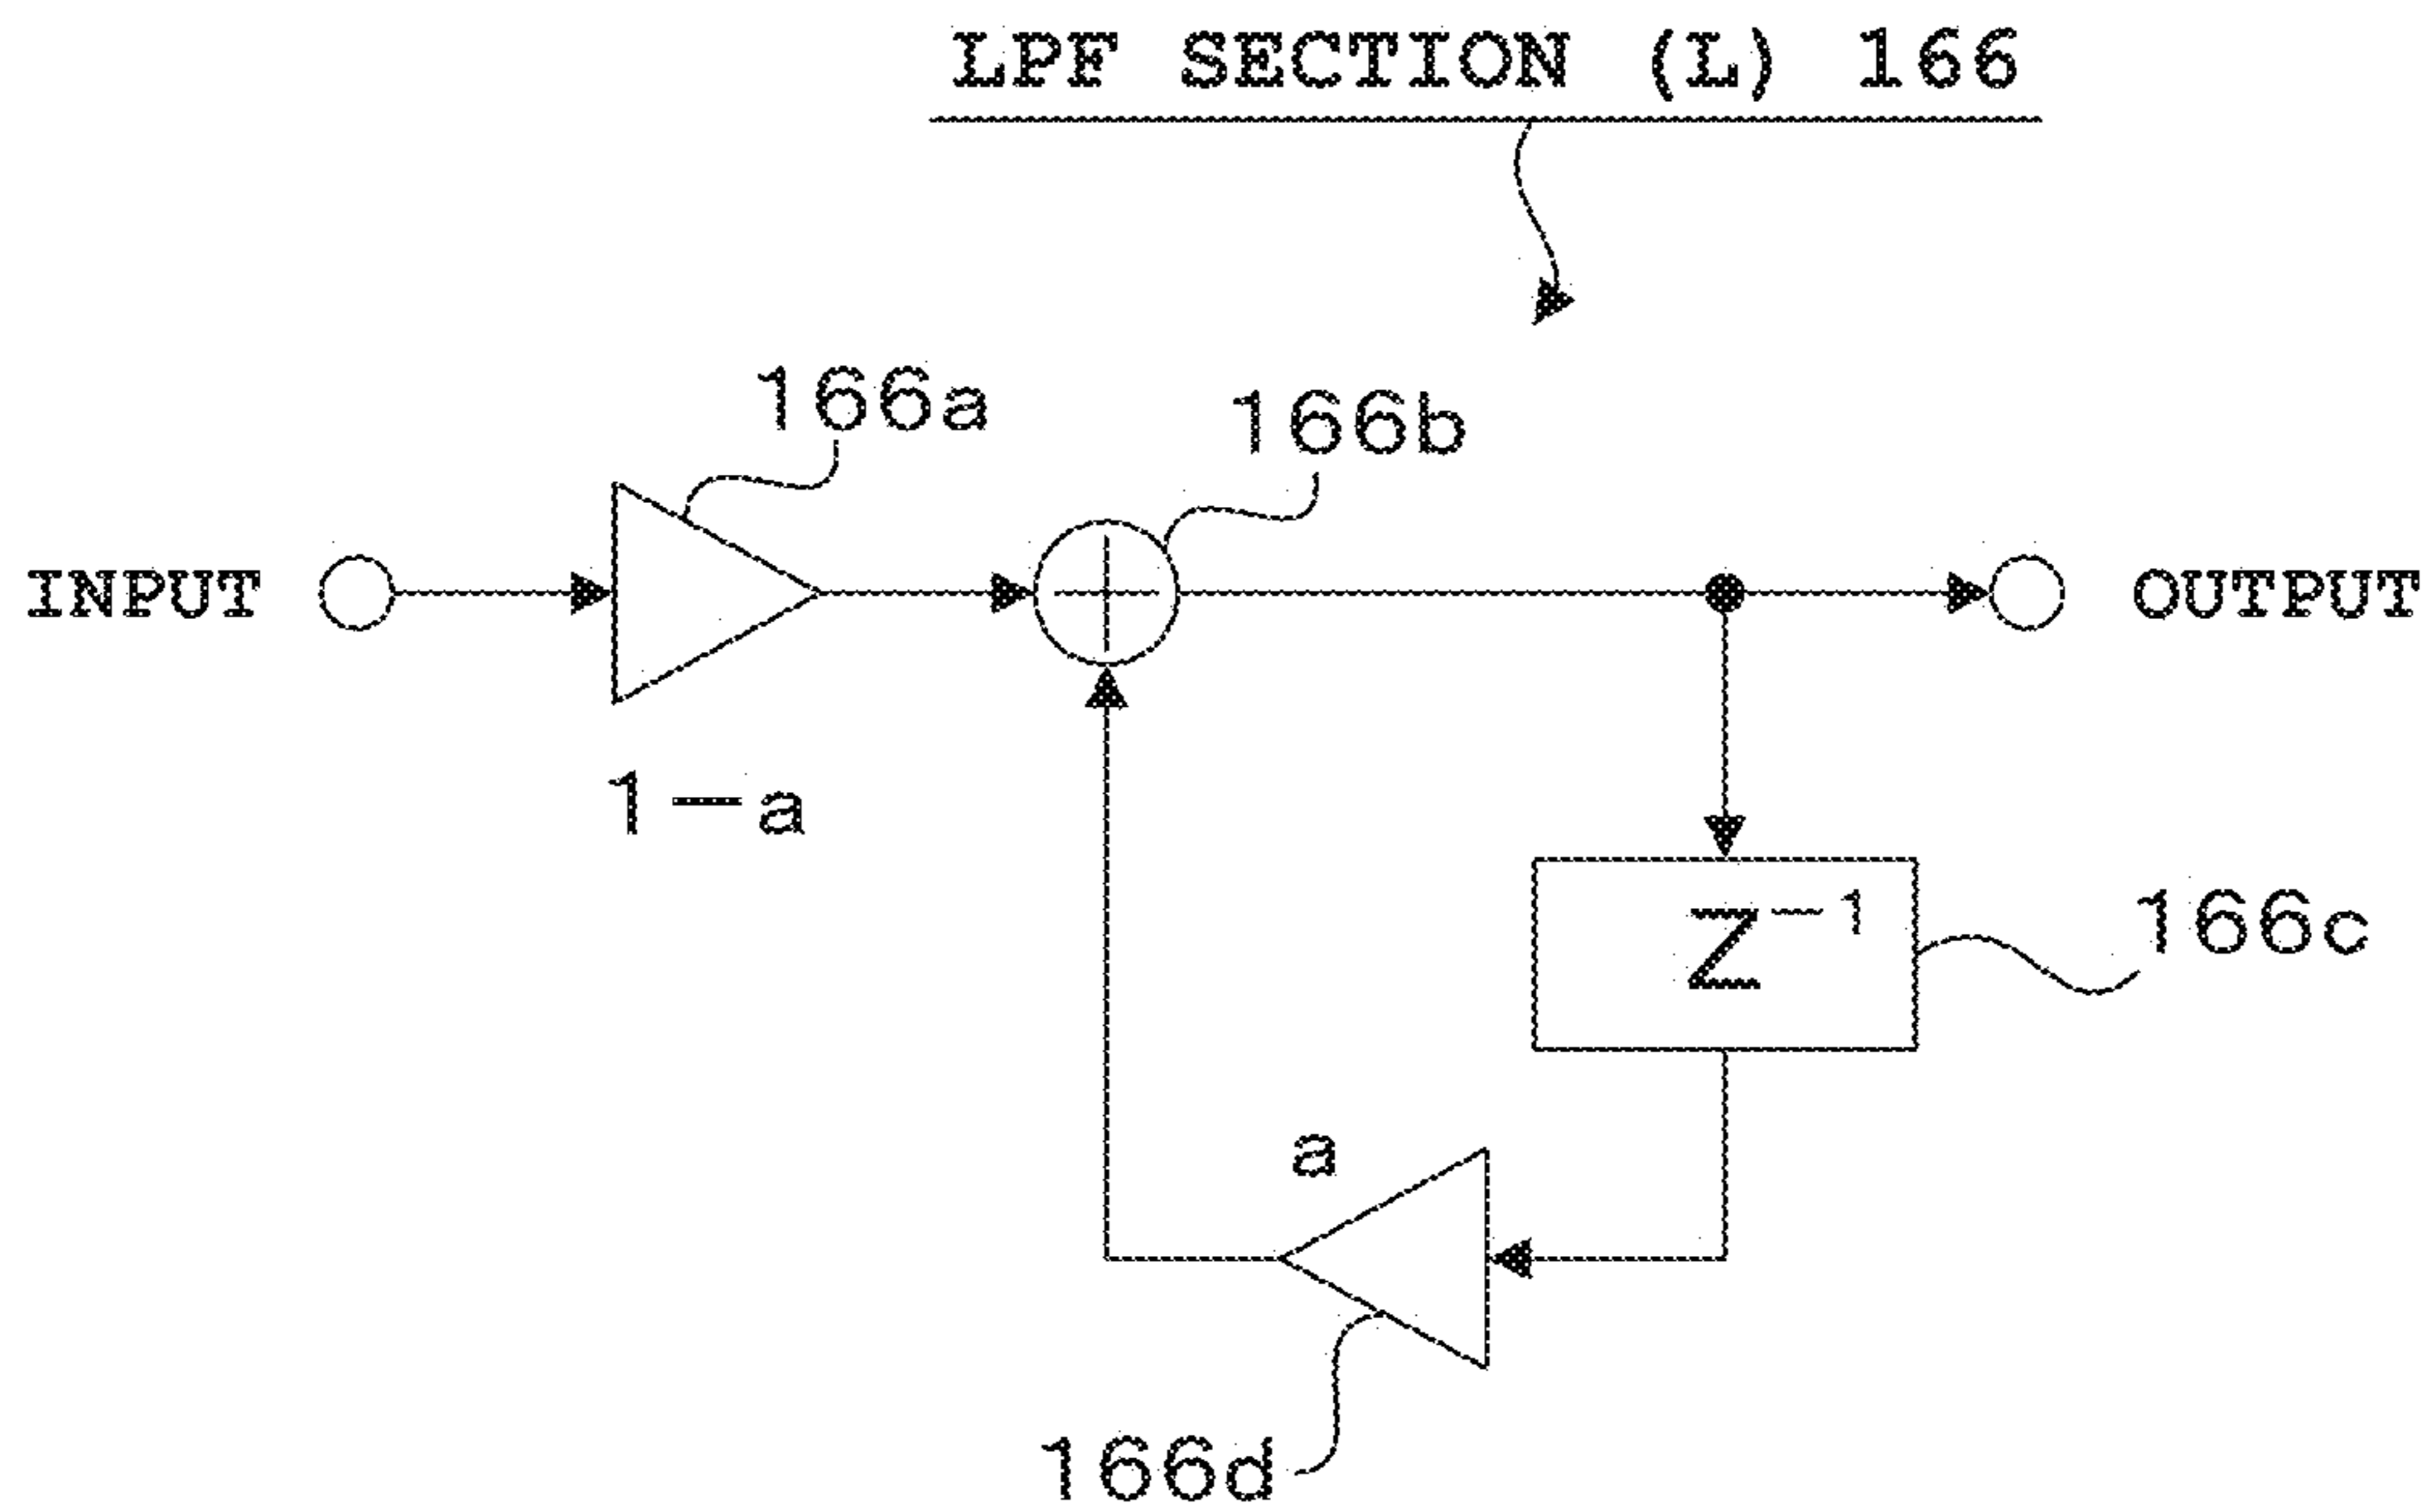 LPF SECTION (L) 166
166a
166b
INPUT
OUTPUT
1-a
Z⁻¹
166c
a
166d